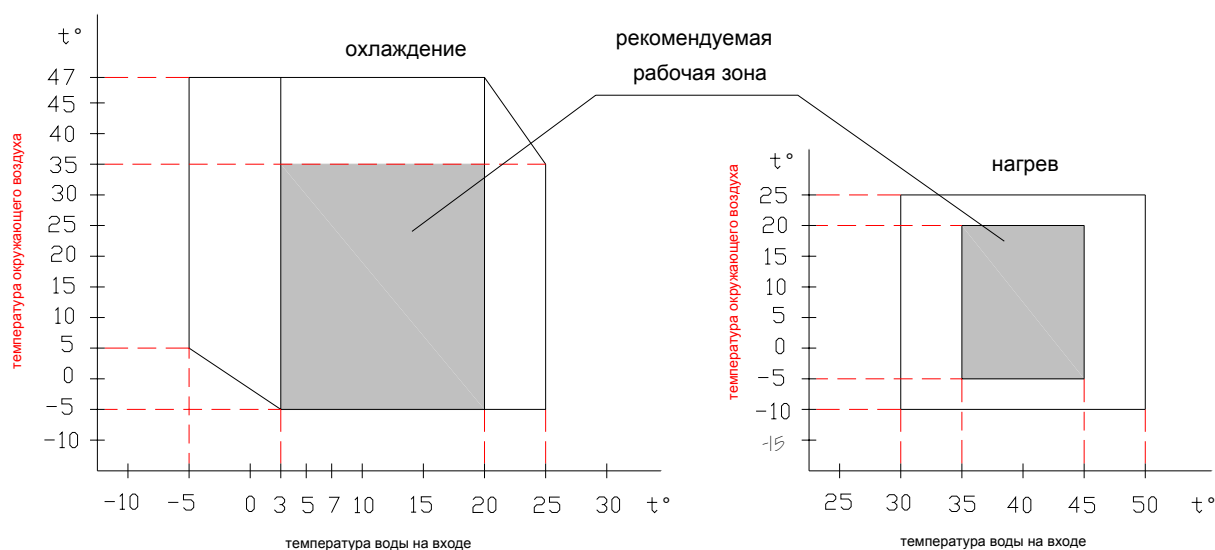 t°
охлаждение
рекомендуемая
рабочая зона
47
45
40
35
30
25
20
15
10
5
0
-5
-10
температура окружающего воздуха
-10 -5 0 3 5 7 10 15 20 25 30 t°
температура воды на входе
t°
нагрев
25
20
15
10
5
0
-5
-10
-15
температура окружающего воздуха
25 30 35 40 45 50 t°
температура воды на входе